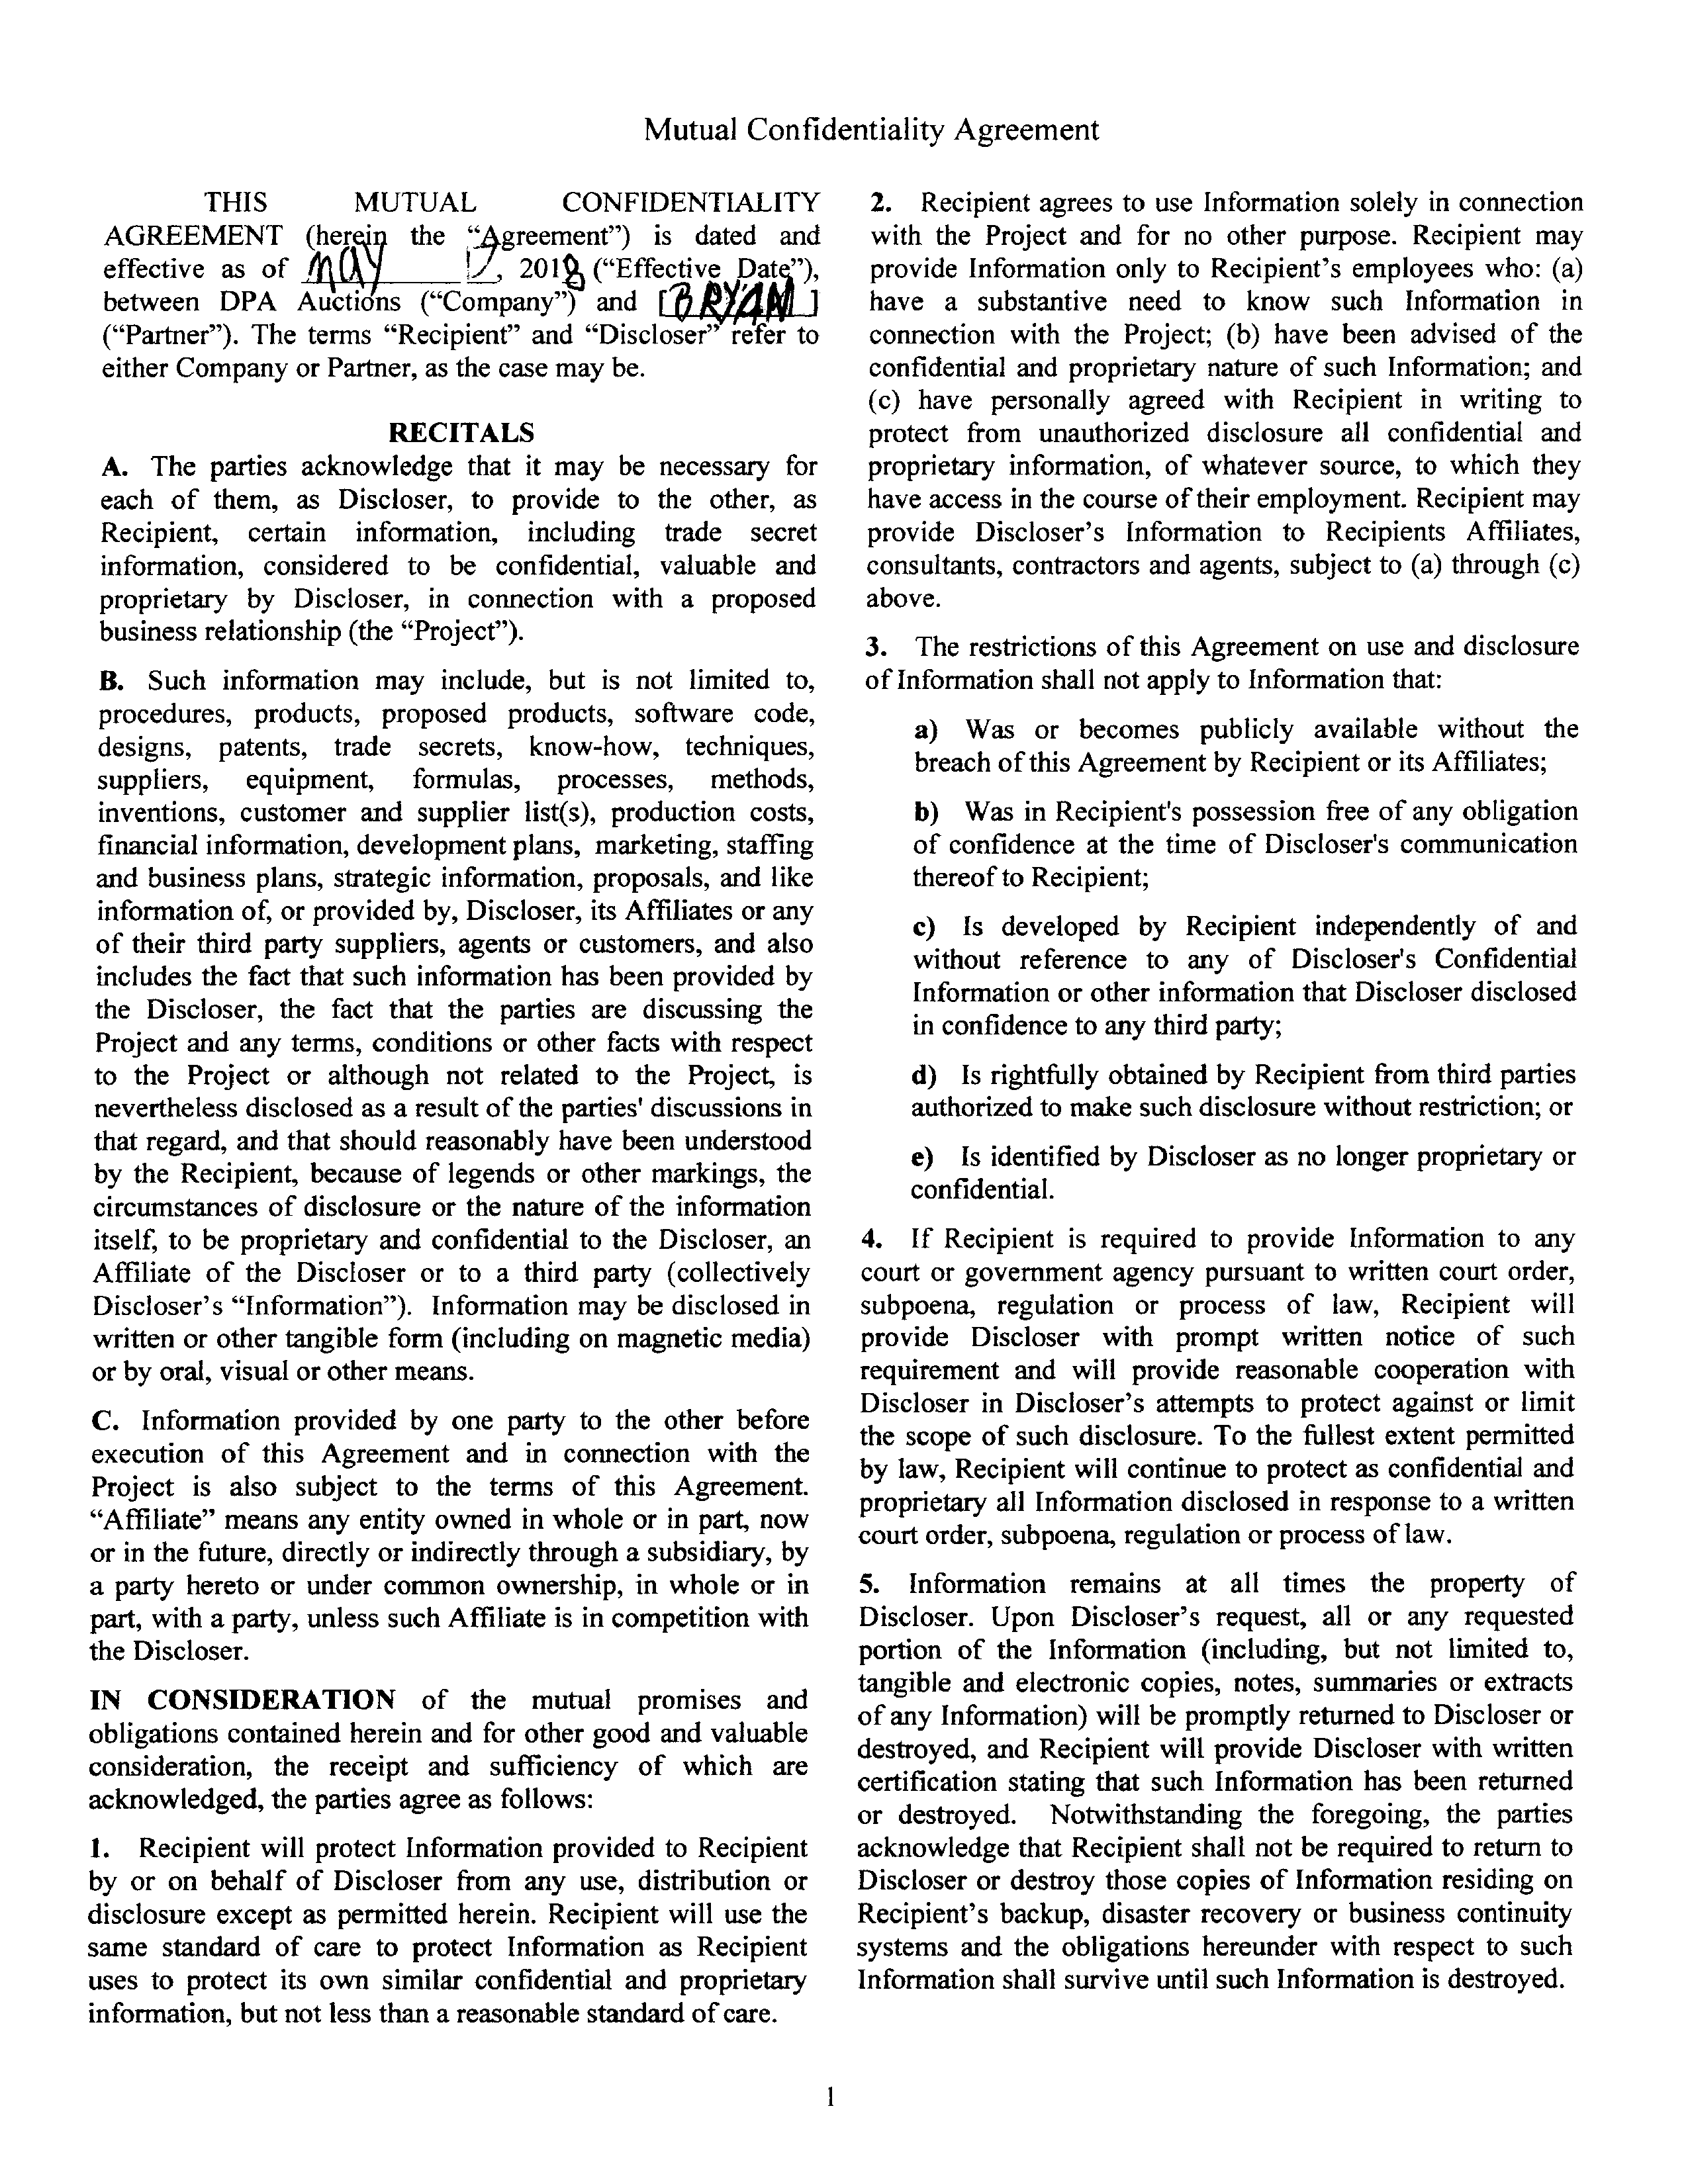 Mutual Confidentiality Agreement
THIS MUTUAL CONFIDENTIALITY
AGREEMENT (herein the “Agreement”) is dated and
effective as of MAY 17, 2018 (“Effective Date”),
between DPA Auctions (“Company”) and [BRYAN]
(“Partner”). The terms “Recipient” and “Discloser” refer to
either Company or Partner, as the case may be.
RECITALS
A. The parties acknowledge that it may be necessary for
each of them, as Discloser, to provide to the other, as
Recipient, certain information, including trade secret
information, considered to be confidential, valuable and
proprietary by Discloser, in connection with a proposed
business relationship (the “Project”).
B. Such information may include, but is not limited to,
procedures, products, proposed products, software code,
designs, patents, trade secrets, know-how, techniques,
suppliers, equipment, formulas, processes, methods,
inventions, customer and supplier list(s), production costs,
financial information, development plans, marketing, staffing
and business plans, strategic information, proposals, and like
information of, or provided by, Discloser, its Affiliates or any
of their third party suppliers, agents or customers, and also
includes the fact that such information has been provided by
the Discloser, the fact that the parties are discussing the
Project and any terms, conditions or other facts with respect
to the Project or although not related to the Project, is
nevertheless disclosed as a result of the parties' discussions in
that regard, and that should reasonably have been understood
by the Recipient, because of legends or other markings, the
circumstances of disclosure or the nature of the information
itself, to be proprietary and confidential to the Discloser, an
Affiliate of the Discloser or to a third party (collectively
Discloser’s “Information”). Information may be disclosed in
written or other tangible form (including on magnetic media)
or by oral, visual or other means.
C. Information provided by one party to the other before
execution of this Agreement and in connection with the
Project is also subject to the terms of this Agreement.
“Affiliate” means any entity owned in whole or in part, now
or in the future, directly or indirectly through a subsidiary, by
a party hereto or under common ownership, in whole or in
part, with a party, unless such Affiliate is in competition with
the Discloser.
IN CONSIDERATION of the mutual promises and
obligations contained herein and for other good and valuable
consideration, the receipt and sufficiency of which are
acknowledged, the parties agree as follows:
1. Recipient will protect Information provided to Recipient
by or on behalf of Discloser from any use, distribution or
disclosure except as permitted herein. Recipient will use the
same standard of care to protect Information as Recipient
uses to protect its own similar confidential and proprietary
information, but not less than a reasonable standard of care.
2. Recipient agrees to use Information solely in connection
with the Project and for no other purpose. Recipient may
provide Information only to Recipient’s employees who: (a)
have a substantive need to know such Information in
connection with the Project; (b) have been advised of the
confidential and proprietary nature of such Information; and
(c) have personally agreed with Recipient in writing to
protect from unauthorized disclosure all confidential and
proprietary information, of whatever source, to which they
have access in the course of their employment. Recipient may
provide Discloser’s Information to Recipients Affiliates,
consultants, contractors and agents, subject to (a) through (c)
above.
3. The restrictions of this Agreement on use and disclosure
of Information shall not apply to Information that:
a) Was or becomes publicly available without the
breach of this Agreement by Recipient or its Affiliates;
b) Was in Recipient's possession free of any obligation
of confidence at the time of Discloser's communication
thereof to Recipient;
c) Is developed by Recipient independently of and
without reference to any of Discloser's Confidential
Information or other information that Discloser disclosed
in confidence to any third party;
d) Is rightfully obtained by Recipient from third parties
authorized to make such disclosure without restriction; or
e) Is identified by Discloser as no longer proprietary or
confidential.
4. If Recipient is required to provide Information to any
court or government agency pursuant to written court order,
subpoena, regulation or process of law, Recipient will
provide Discloser with prompt written notice of such
requirement and will provide reasonable cooperation with
Discloser in Discloser’s attempts to protect against or limit
the scope of such disclosure. To the fullest extent permitted
by law, Recipient will continue to protect as confidential and
proprietary all Information disclosed in response to a written
court order, subpoena, regulation or process of law.
5. Information remains at all times the property of
Discloser. Upon Discloser’s request, all or any requested
portion of the Information (including, but not limited to,
tangible and electronic copies, notes, summaries or extracts
of any Information) will be promptly returned to Discloser or
destroyed, and Recipient will provide Discloser with written
certification stating that such Information has been returned
or destroyed. Notwithstanding the foregoing, the parties
acknowledge that Recipient shall not be required to return to
Discloser or destroy those copies of Information residing on
Recipient’s backup, disaster recovery or business continuity
systems and the obligations hereunder with respect to such
Information shall survive until such Information is destroyed.
1